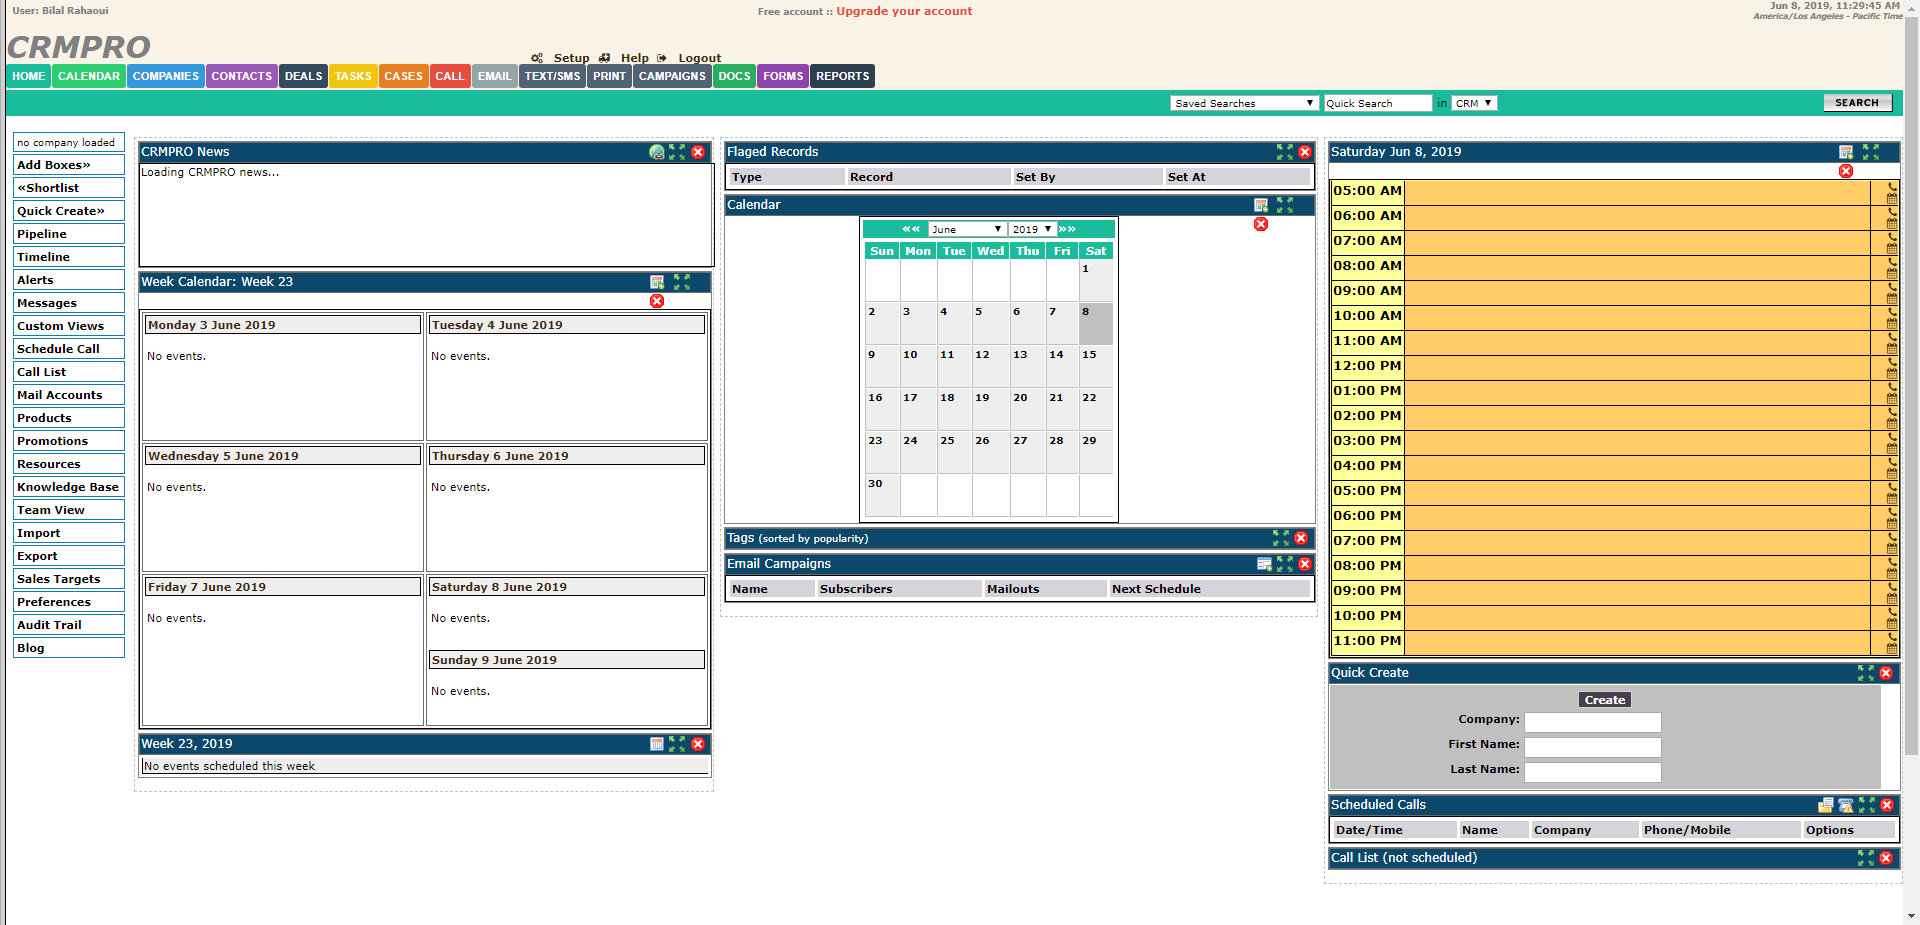 User: Bilal Rahaoui
Free account :: Upgrade your account
Jun 8, 2019, 11:29:45 AM
America/Los Angeles - Pacific Time
CRMPRO
Setup Help Logout
HOME CALENDAR COMPANIES CONTACTS DEALS TASKS CASES CALL EMAIL TEXT/SMS PRINT CAMPAIGNS DOCS FORMS REPORTS
Saved Searches Quick Search in CRM SEARCH
no company loaded
Add Boxes»
«Shortlist
Quick Create»
Pipeline
Timeline
Alerts
Messages
Custom Views
Schedule Call
Call List
Mail Accounts
Products
Promotions
Resources
Knowledge Base
Team View
Import
Export
Sales Targets
Preferences
Audit Trail
Blog
CRMPRO News
Loading CRMPRO news...
Week Calendar: Week 23
Monday 3 June 2019
No events.
Tuesday 4 June 2019
No events.
Wednesday 5 June 2019
No events.
Thursday 6 June 2019
No events.
Friday 7 June 2019
No events.
Saturday 8 June 2019
No events.
Sunday 9 June 2019
No events.
Week 23, 2019
No events scheduled this week
Flaged Records
Type Record Set By Set At
Calendar
«« June 2019 »»
Sun Mon Tue Wed Thu Fri Sat
1
2 3 4 5 6 7 8
9 10 11 12 13 14 15
16 17 18 19 20 21 22
23 24 25 26 27 28 29
30
Tags (sorted by popularity)
Email Campaigns
Name Subscribers Mailouts Next Schedule
Saturday Jun 8, 2019
05:00 AM
06:00 AM
07:00 AM
08:00 AM
09:00 AM
10:00 AM
11:00 AM
12:00 PM
01:00 PM
02:00 PM
03:00 PM
04:00 PM
05:00 PM
06:00 PM
07:00 PM
08:00 PM
09:00 PM
10:00 PM
11:00 PM
Quick Create
Create
Company:
First Name:
Last Name:
Scheduled Calls
Date/Time Name Company Phone/Mobile Options
Call List (not scheduled)